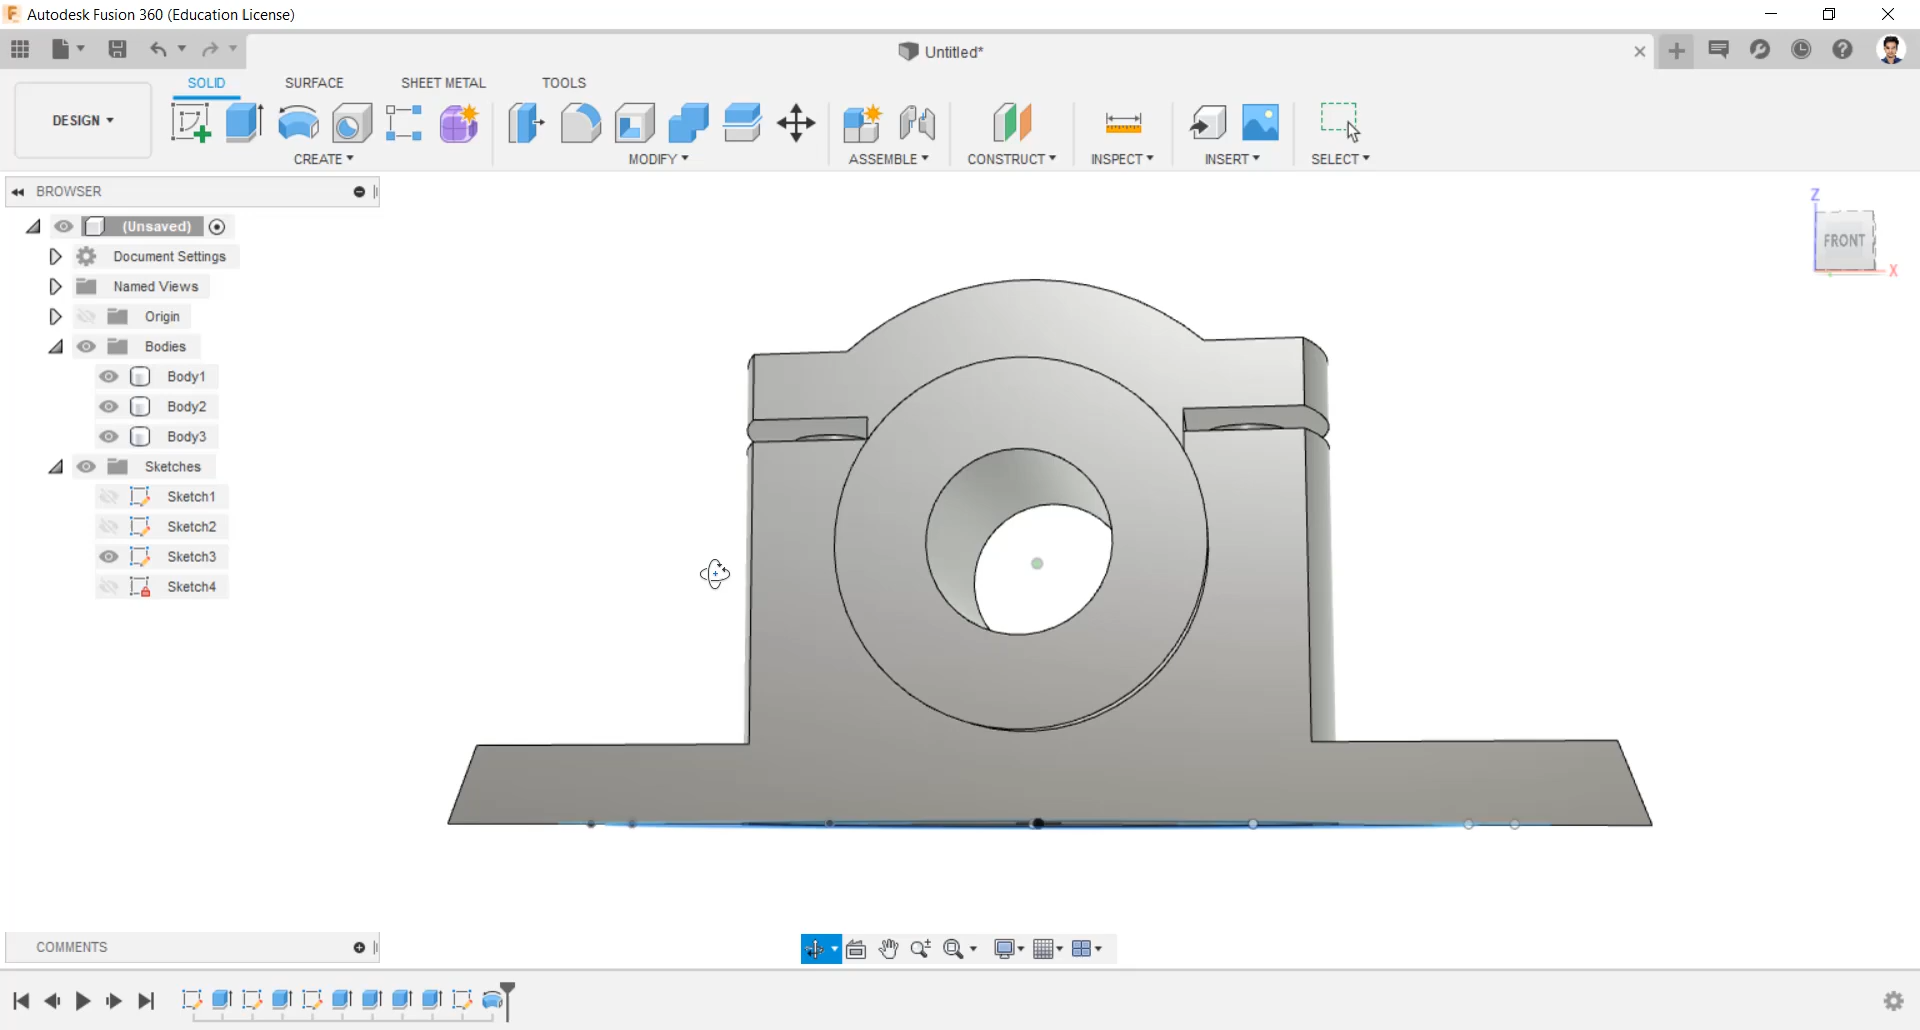 Autodesk Fusion 360 (Education License)
Untitled*
SOLID SURFACE SHEET METAL TOOLS
DESIGN
CREATE MODIFY ASSEMBLE CONSTRUCT INSPECT INSERT SELECT
BROWSER
(Unsaved)
Document Settings
Named Views
Origin
Bodies
Body1
Body2
Body3
Sketches
Sketch1
Sketch2
Sketch3
Sketch4
Z
FRONT
X
COMMENTS